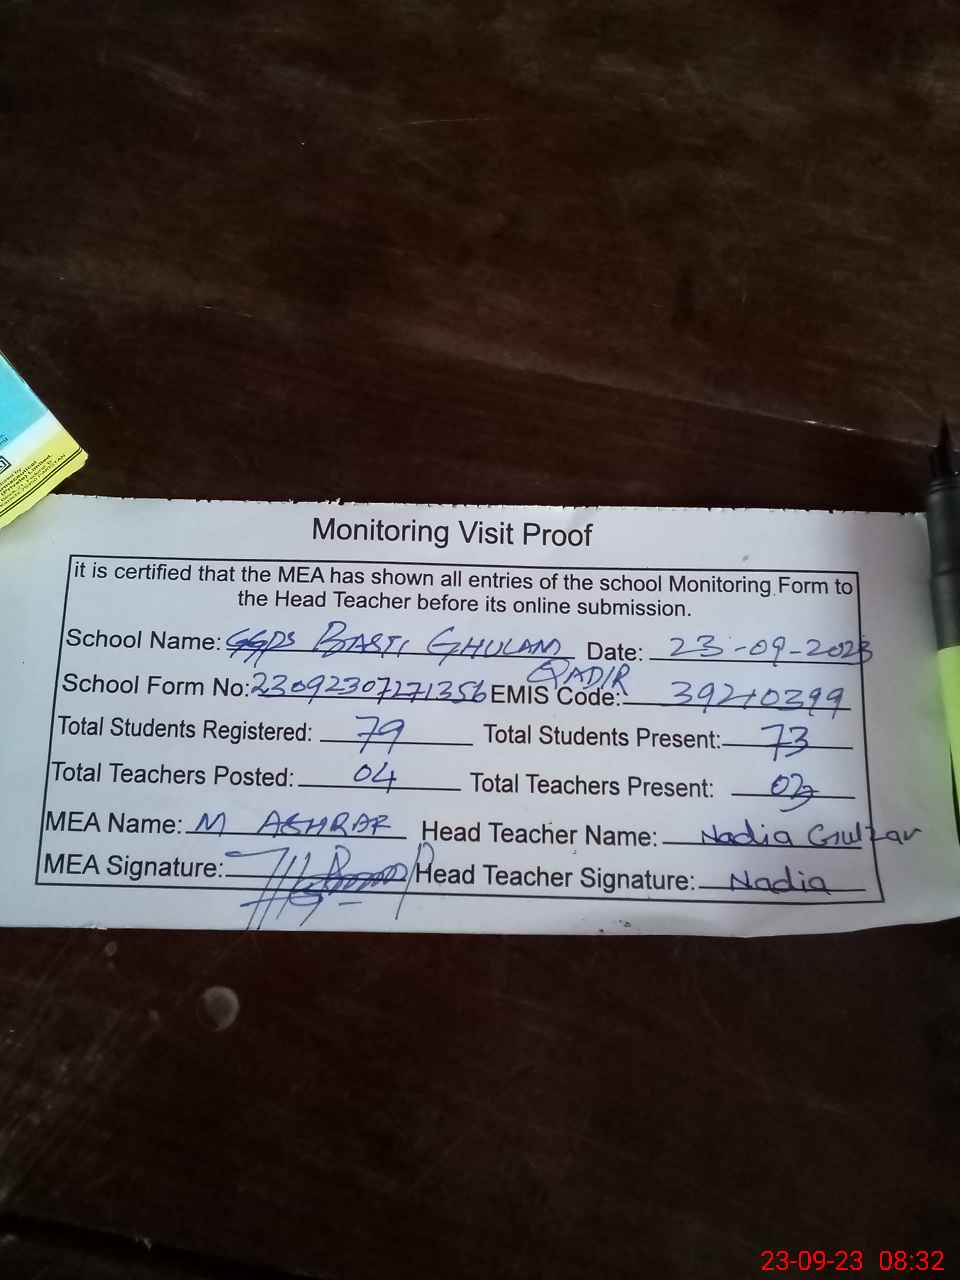 Monitoring Visit Proof
it is certified that the MEA has shown all entries of the school Monitoring Form to
the Head Teacher before its online submission.
School Name: GGPS BASTI GHULAM QADIR Date: 23-09-2023
School Form No: 23092307271356 EMIS Code: 39210399
Total Students Registered: 79 Total Students Present: 73
Total Teachers Posted: 04 Total Teachers Present:
MEA Name: M ASHRAF Head Teacher Name: Nadia Gulzar
MEA Signature: Head Teacher Signature: Nadia
23-09-23 08:32